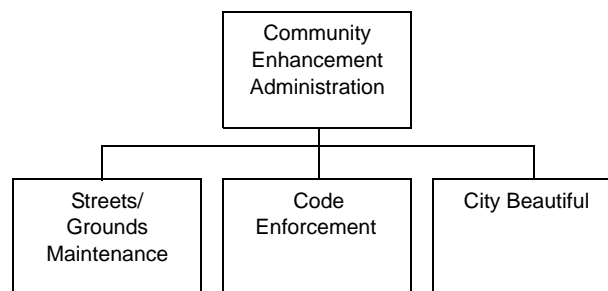 Community
Enhancement
Administration
Streets/
Grounds
Maintenance
Code
Enforcement
City Beautiful